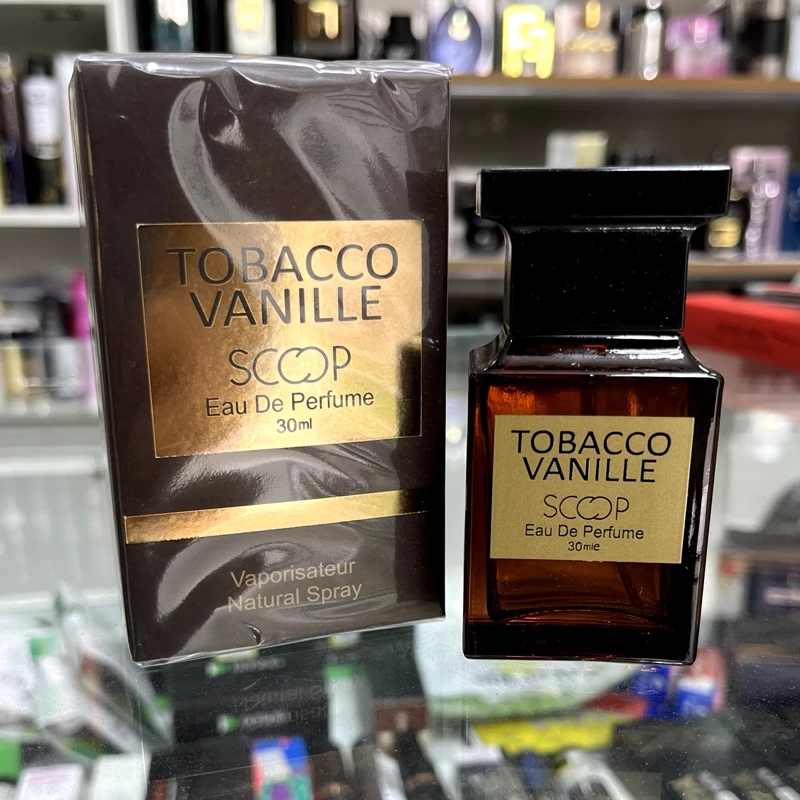 TOBACCO
VANILLE
SCOOP
Eau De Perfume
30ml
Vaporisateur
Natural Spray
TOBACCO
VANILLE
SCOOP
Eau De Perfume
30mle